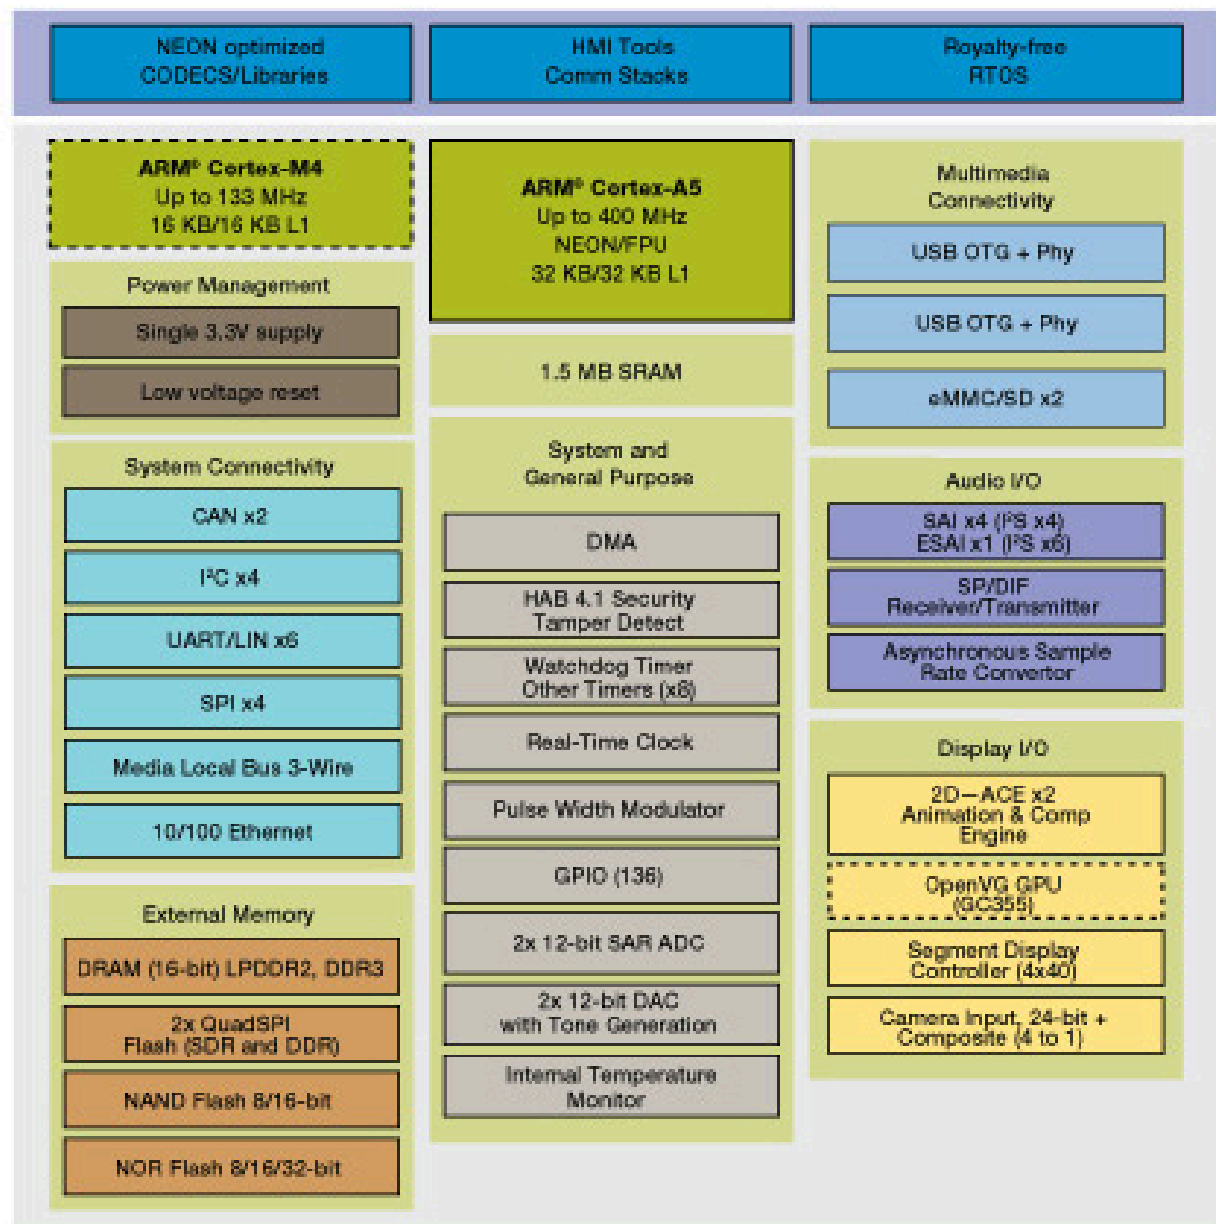 NEON optimized
CODECS/Libraries
HMI Tools
Comm Stacks
Royalty-free
RTOS
ARM® Cortex-M4
Up to 133 MHz
16 KB/16 KB L1
Power Management
Single 3.3V supply
Low voltage reset
System Connectivity
CAN x2
I²C x4
UART/LIN x6
SPI x4
Media Local Bus 3-Wire
10/100 Ethernet
External Memory
DRAM (16-bit) LPDDR2, DDR3
2x QuadSPI
Flash (SDR and DDR)
NAND Flash 8/16-bit
NOR Flash 8/16/32-bit
ARM® Cortex-A5
Up to 400 MHz
NEON/FPU
32 KB/32 KB L1
1.5 MB SRAM
System and
General Purpose
DMA
HAB 4.1 Security
Tamper Detect
Watchdog Timer
Other Timers (x8)
Real-Time Clock
Pulse Width Modulator
GPIO (136)
2x 12-bit SAR ADC
2x 12-bit DAC
with Tone Generation
Internal Temperature
Monitor
Multimedia
Connectivity
USB OTG + Phy
USB OTG + Phy
eMMC/SD x2
Audio I/O
SAI x4 (I²S x4)
ESAI x1 (I²S x6)
SP/DIF
Receiver/Transmitter
Asynchronous Sample
Rate Convertor
Display I/O
2D—ACE x2
Animation & Comp
Engine
OpenVG GPU
(GC355)
Segment Display
Controller (4x40)
Camera Input, 24-bit +
Composite (4 to 1)